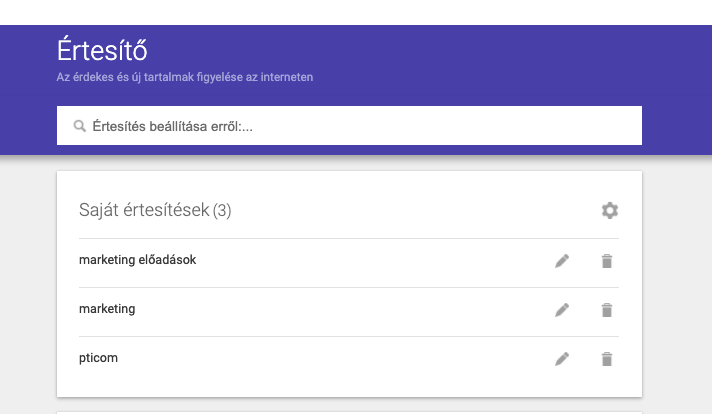 Értesítő
Az érdekes és új tartalmak figyelése az interneten
Értesítés beállítása erről:...
Saját értesítések (3)
marketing előadások
marketing
pticom